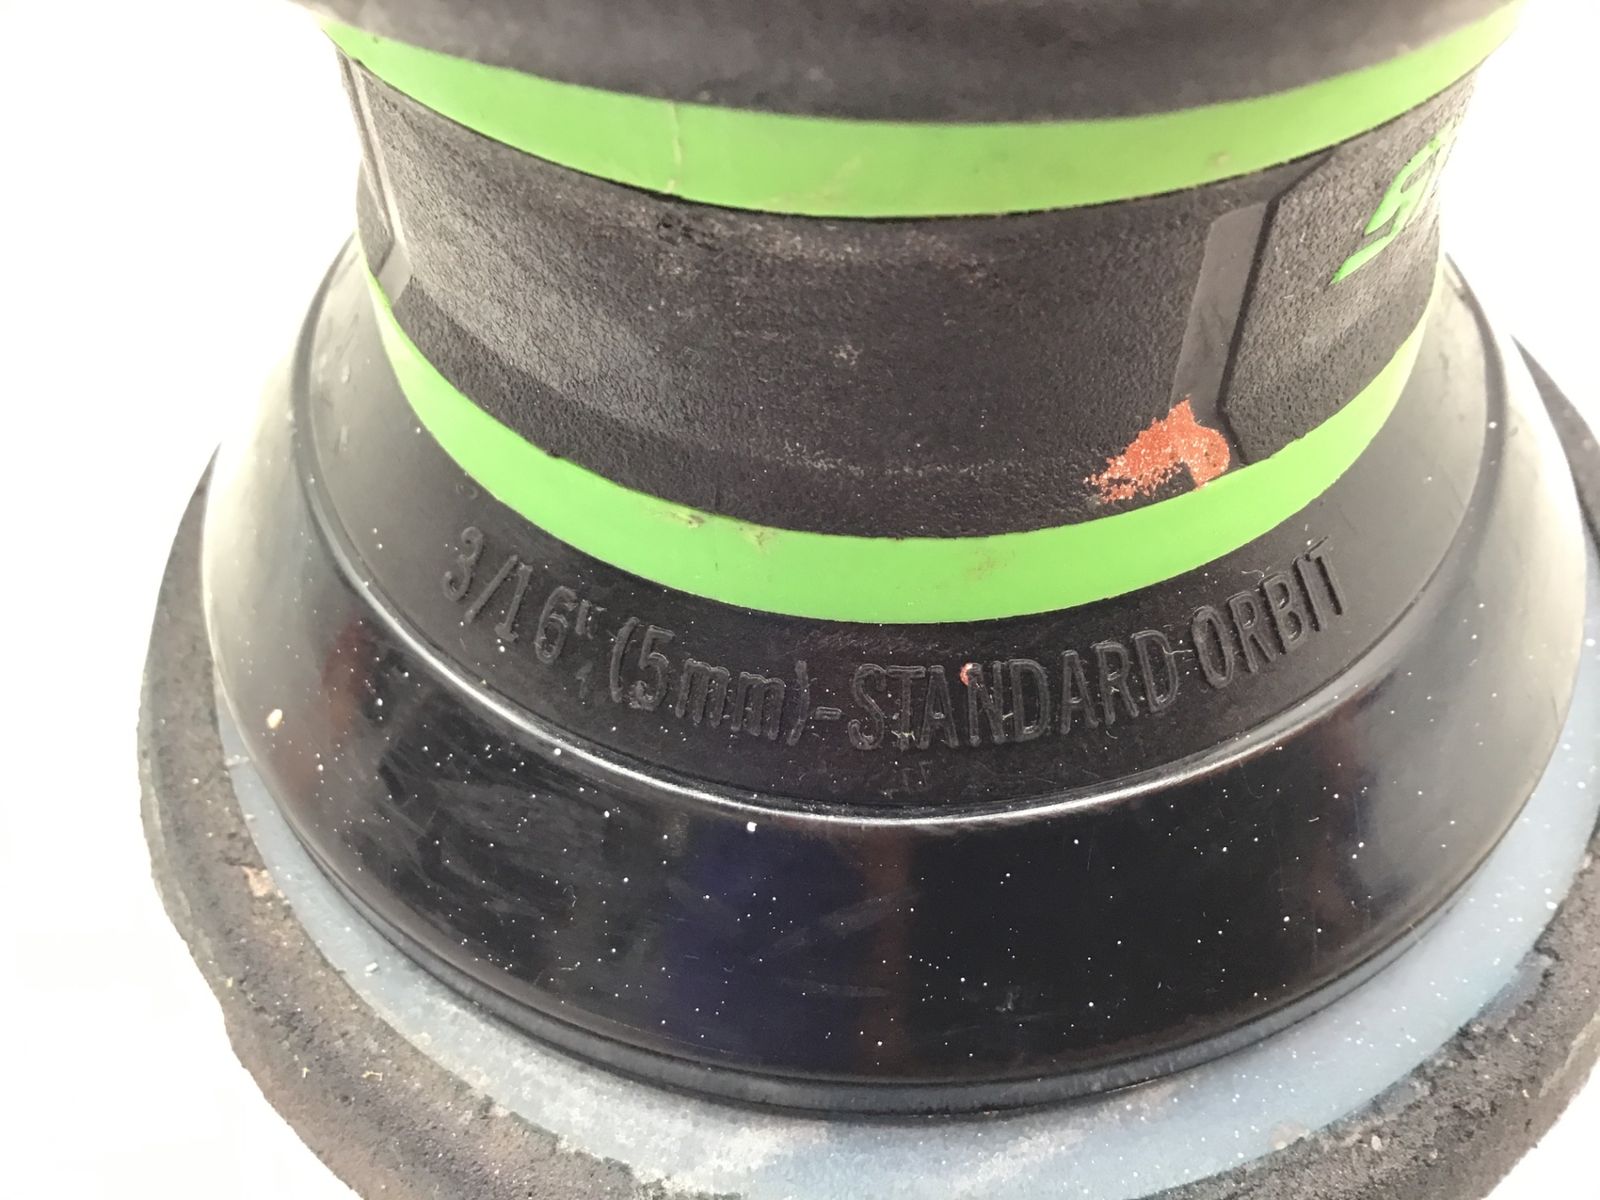 3/16" (5mm)-STANDARD ORBIT